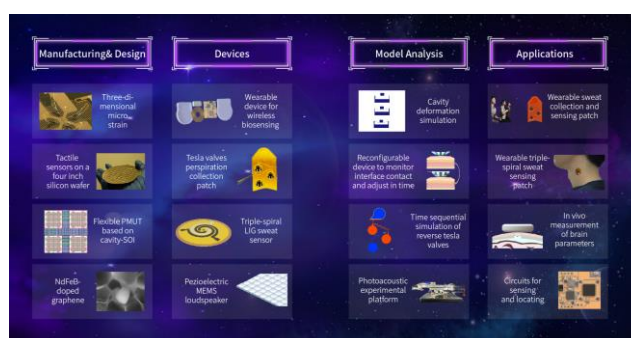 Manufacturing& Design
Devices
Model Analysis
Applications
Three-di-
mensional
micro
strain
Wearable
device for
wireless
biosensing
Cavity
deformation
simulation
Wearable sweat
collection and
sensing patch
Tactile
sensors on a
four inch
silicon wafer
Tesla valves
perspiration
collection
patch
Reconfigurable
device to monitor
interface contact
and adjust in time
Wearable triple-
spiral sweat
sensing
patch
Flexible PMUT
based on
cavity-SOI
Triple-spiral
LIG sweat
sensor
Time sequential
simulation of
reverse tesla
valves
In vivo
measurement
of brain
parameters
NdFeB-
doped
graphene
Pezioelectric
MEMS
loudspeaker
Photoacoustic
experimental
platform
Circuits for
sensing
and locating